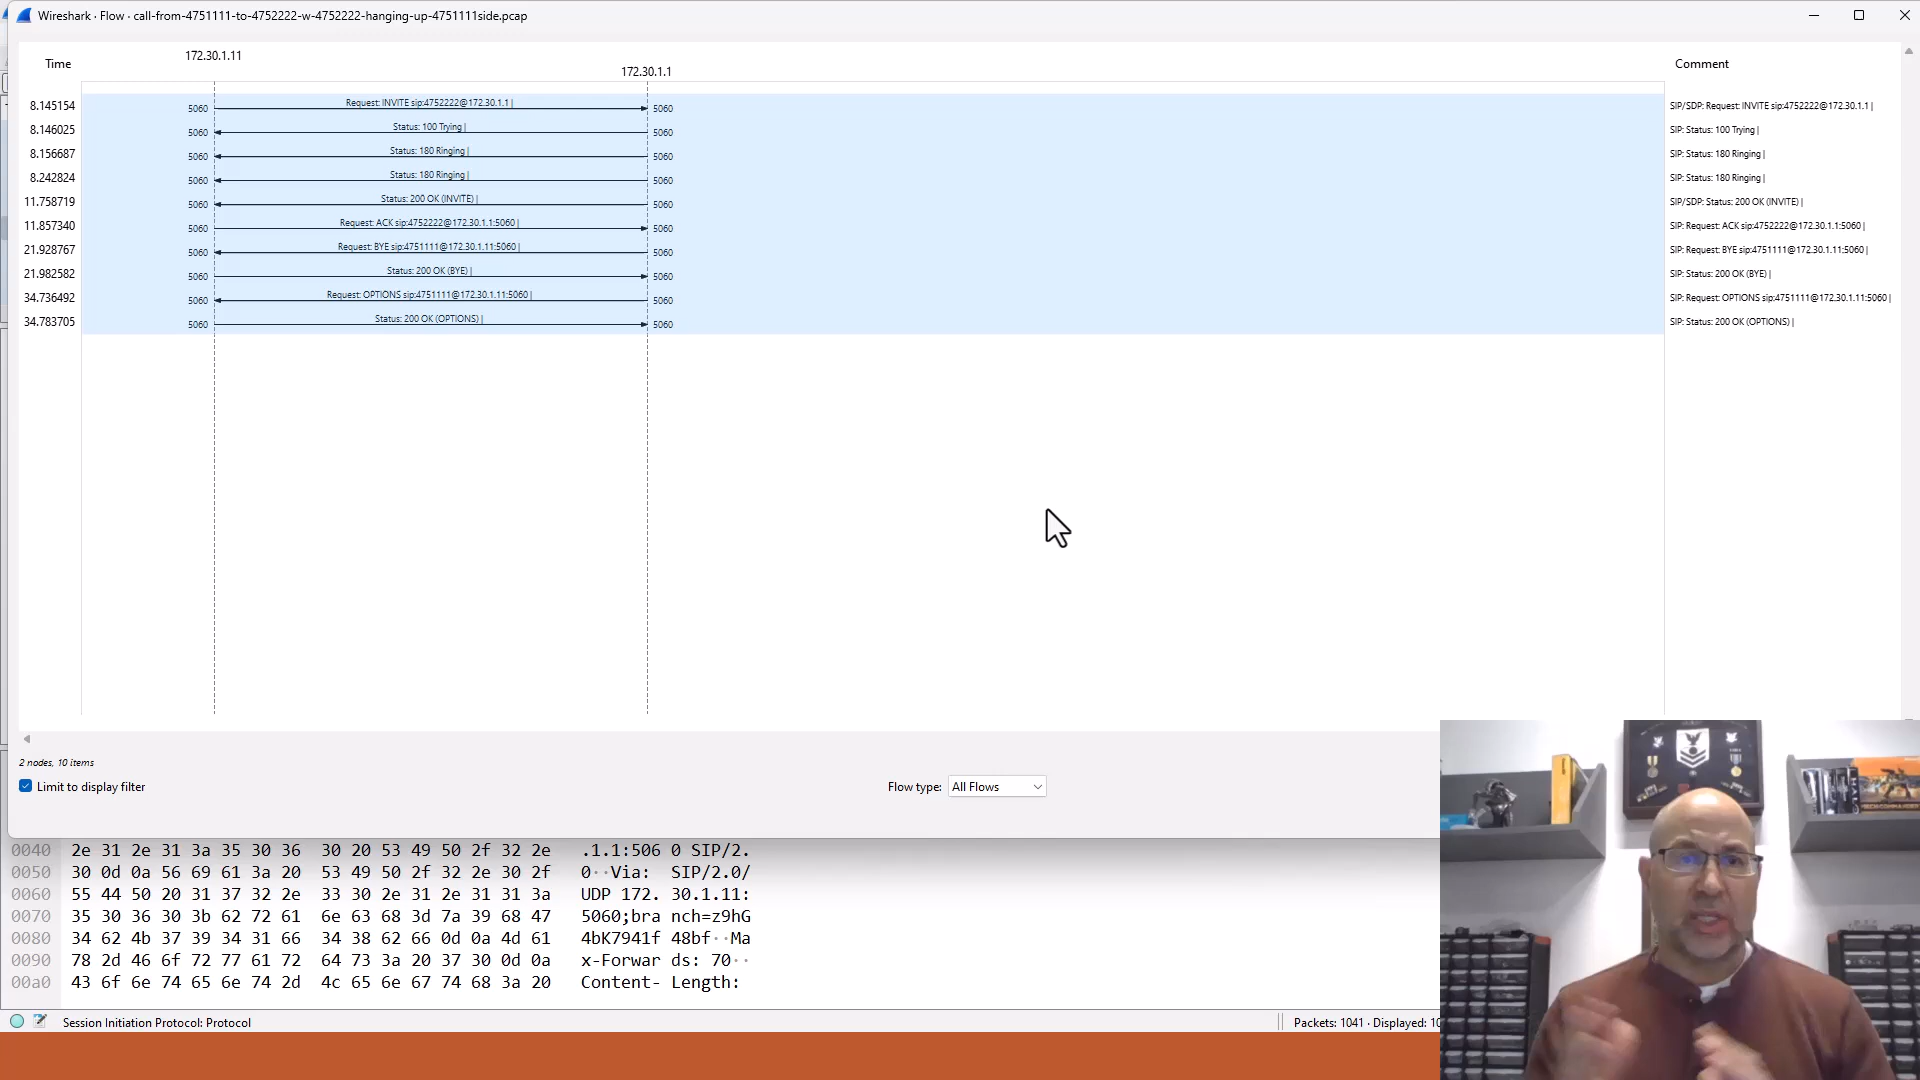 Wireshark · Flow · call-from-4751111-to-4752222-w-4752222-hanging-up-4751111side.pcap
172.30.1.11
Time
172.30.1.1
Comment
8.145154 5060 Request: INVITE sip:4752222@172.30.1.1 | 5060 SIP/SDP: Request: INVITE sip:4752222@172.30.1.1 |
8.146025 5060 Status: 100 Trying | 5060 SIP: Status: 100 Trying |
8.156687 5060 Status: 180 Ringing | 5060 SIP: Status: 180 Ringing |
8.242824 5060 Status: 180 Ringing | 5060 SIP: Status: 180 Ringing |
11.758719 5060 Status: 200 OK (INVITE) | 5060 SIP/SDP: Status: 200 OK (INVITE) |
11.857340 5060 Request: ACK sip:4752222@172.30.1.1:5060 | 5060 SIP: Request: ACK sip:4752222@172.30.1.1:5060 |
21.928767 5060 Request: BYE sip:4751111@172.30.1.11:5060 | 5060 SIP: Request: BYE sip:4751111@172.30.1.11:5060 |
21.982582 5060 Status: 200 OK (BYE) | 5060 SIP: Status: 200 OK (BYE) |
34.736492 5060 Request: OPTIONS sip:4751111@172.30.1.11:5060 | 5060 SIP: Request: OPTIONS sip:4751111@172.30.1.11:5060 |
34.783705 5060 Status: 200 OK (OPTIONS) | 5060 SIP: Status: 200 OK (OPTIONS) |
2 nodes, 10 items
Limit to display filter
Flow type: All Flows
0040 2e 31 2e 31 3a 35 30 36 30 20 53 49 50 2f 32 2e .1.1:506 0 SIP/2.
0050 30 0d 0a 56 69 61 3a 20 53 49 50 2f 32 2e 30 2f 0··Via: SIP/2.0/
0060 55 44 50 20 31 37 32 2e 33 30 2e 31 2e 31 31 3a UDP 172. 30.1.11:
0070 35 30 36 30 3b 62 72 61 6e 63 68 3d 7a 39 68 47 5060;bra nch=z9hG
0080 34 62 4b 37 39 34 31 66 34 38 62 66 0d 0a 4d 61 4bK7941f 48bf··Ma
0090 78 2d 46 6f 72 77 61 72 64 73 3a 20 37 30 0d 0a x-Forwar ds: 70··
00a0 43 6f 6e 74 65 6e 74 2d 4c 65 6e 67 74 68 3a 20 Content- Length:
Session Initiation Protocol: Protocol
Packets: 1041 · Displayed: 10